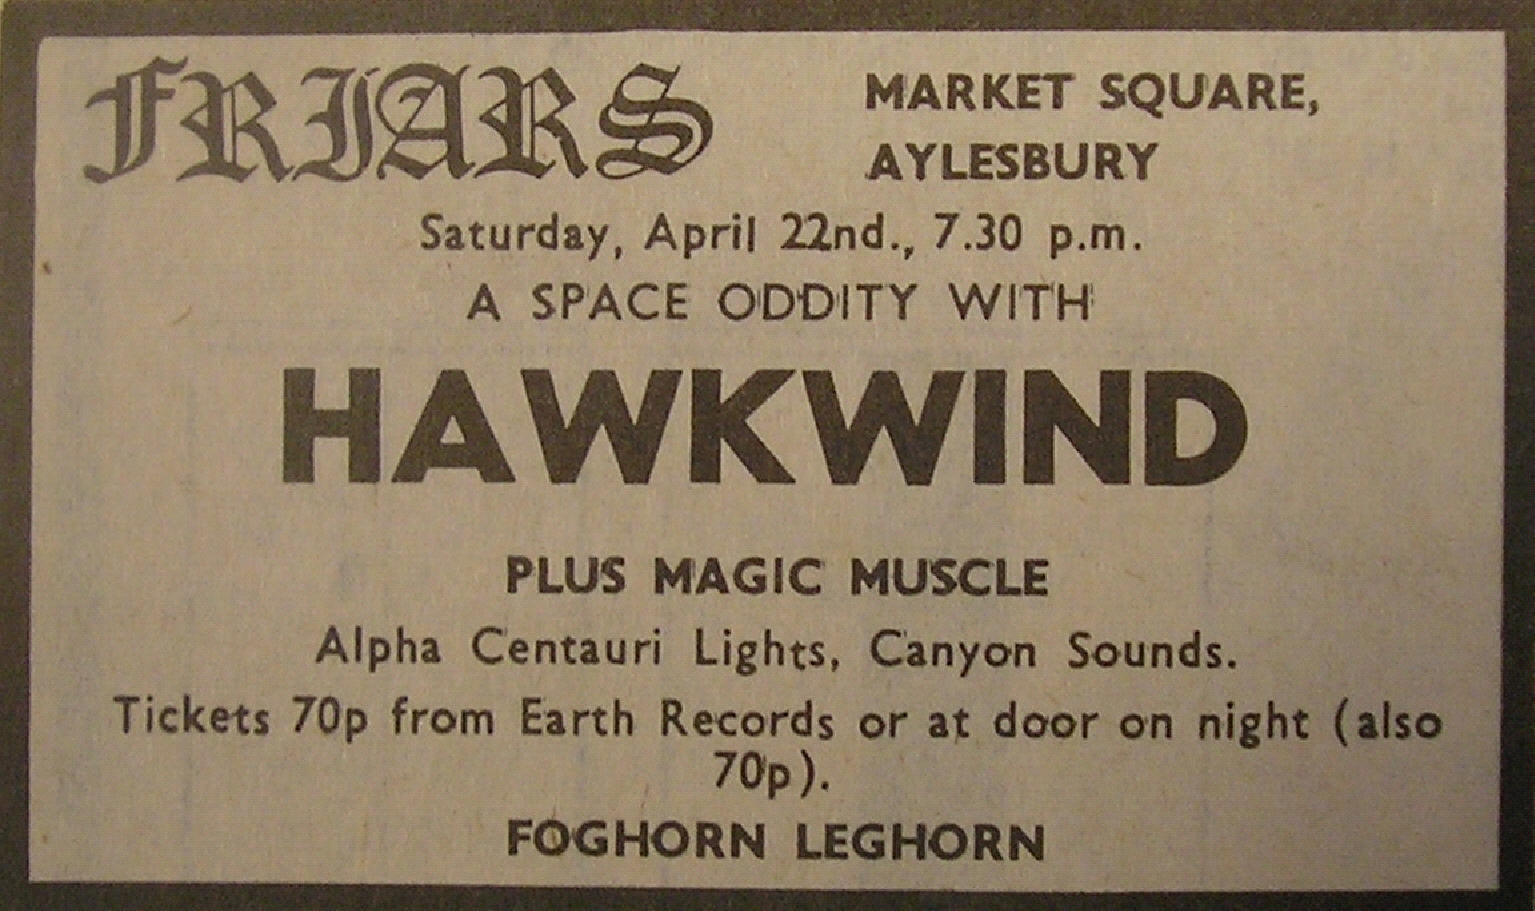 FRIARS
MARKET SQUARE,
AYLESBURY
Saturday, April 22nd., 7.30 p.m.
A SPACE ODDITY WITH
HAWKWIND
PLUS MAGIC MUSCLE
Alpha Centauri Lights, Canyon Sounds.
Tickets 70p from Earth Records or at door on night (also
70p).
FOGHORN LEGHORN